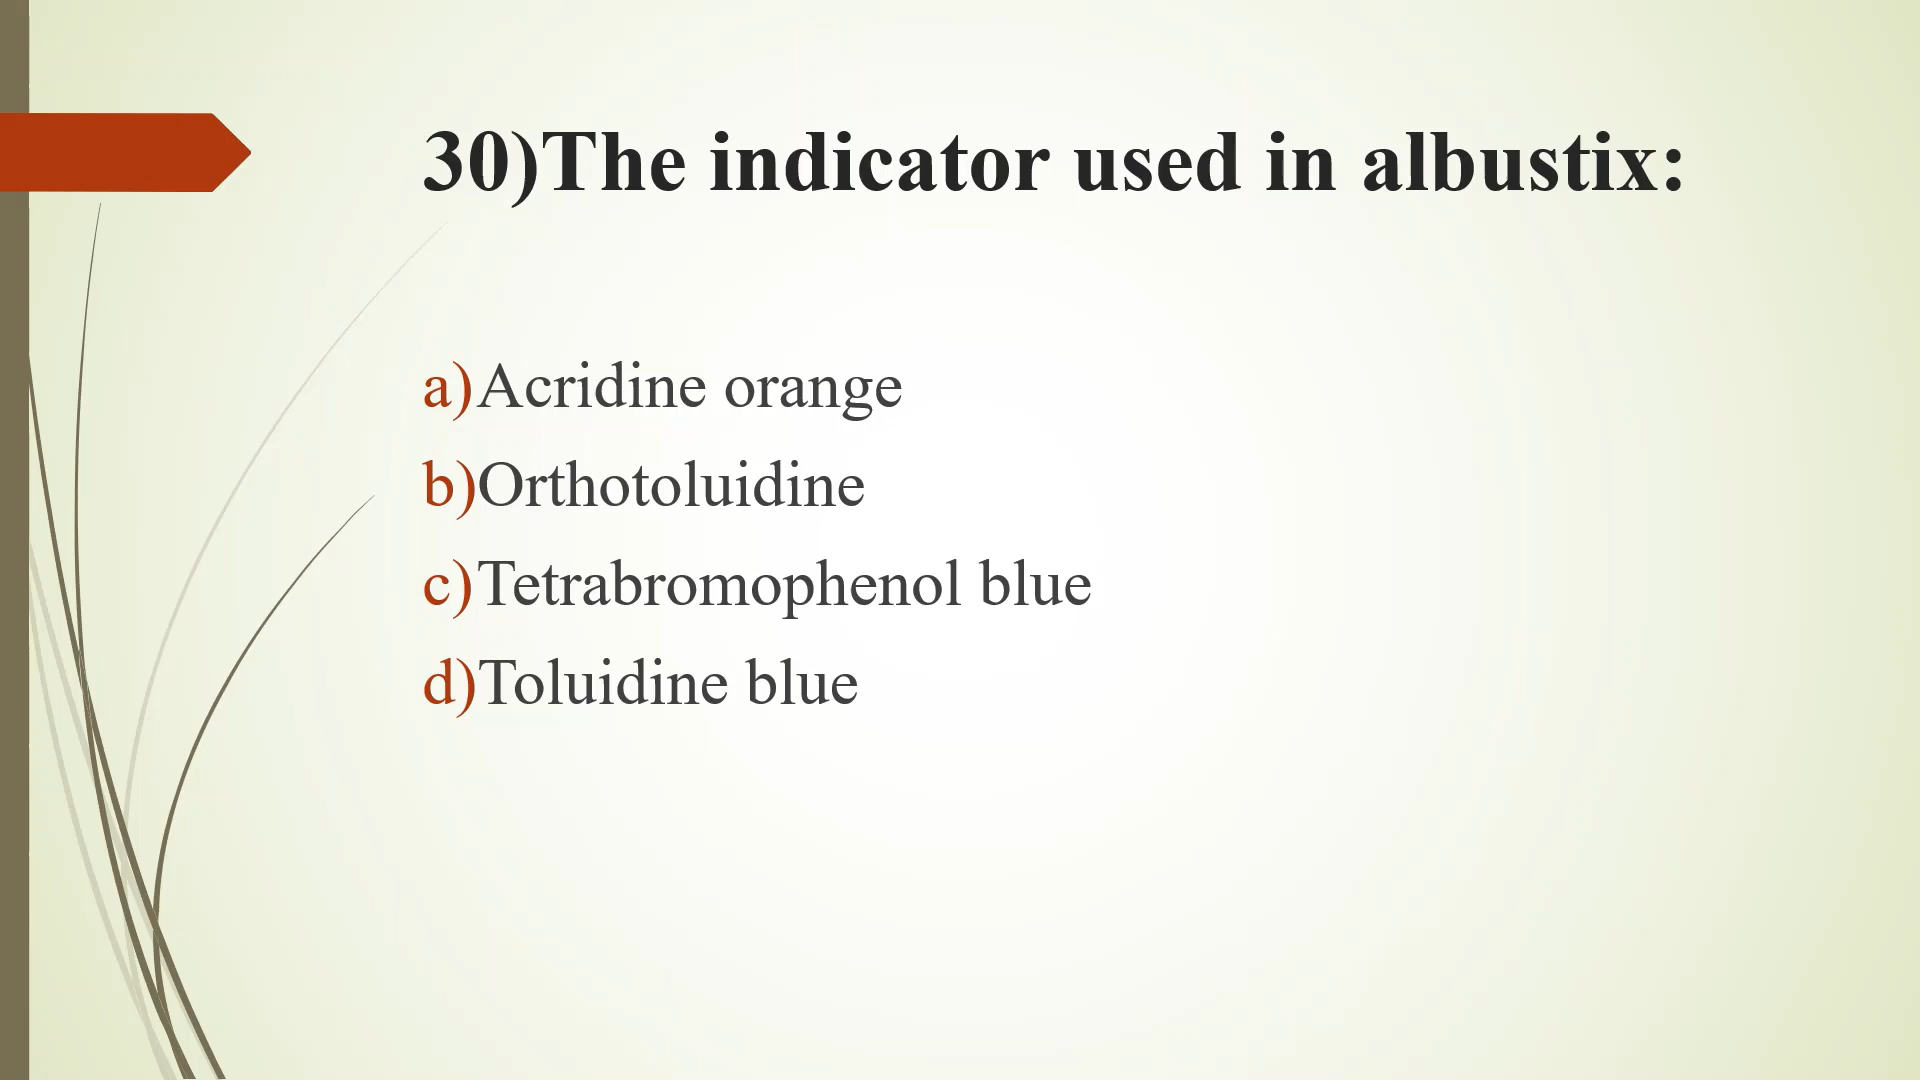 30)The indicator used in albustix:
a)Acridine orange
b)Orthotoluidine
c)Tetrabromophenol blue
d)Toluidine blue